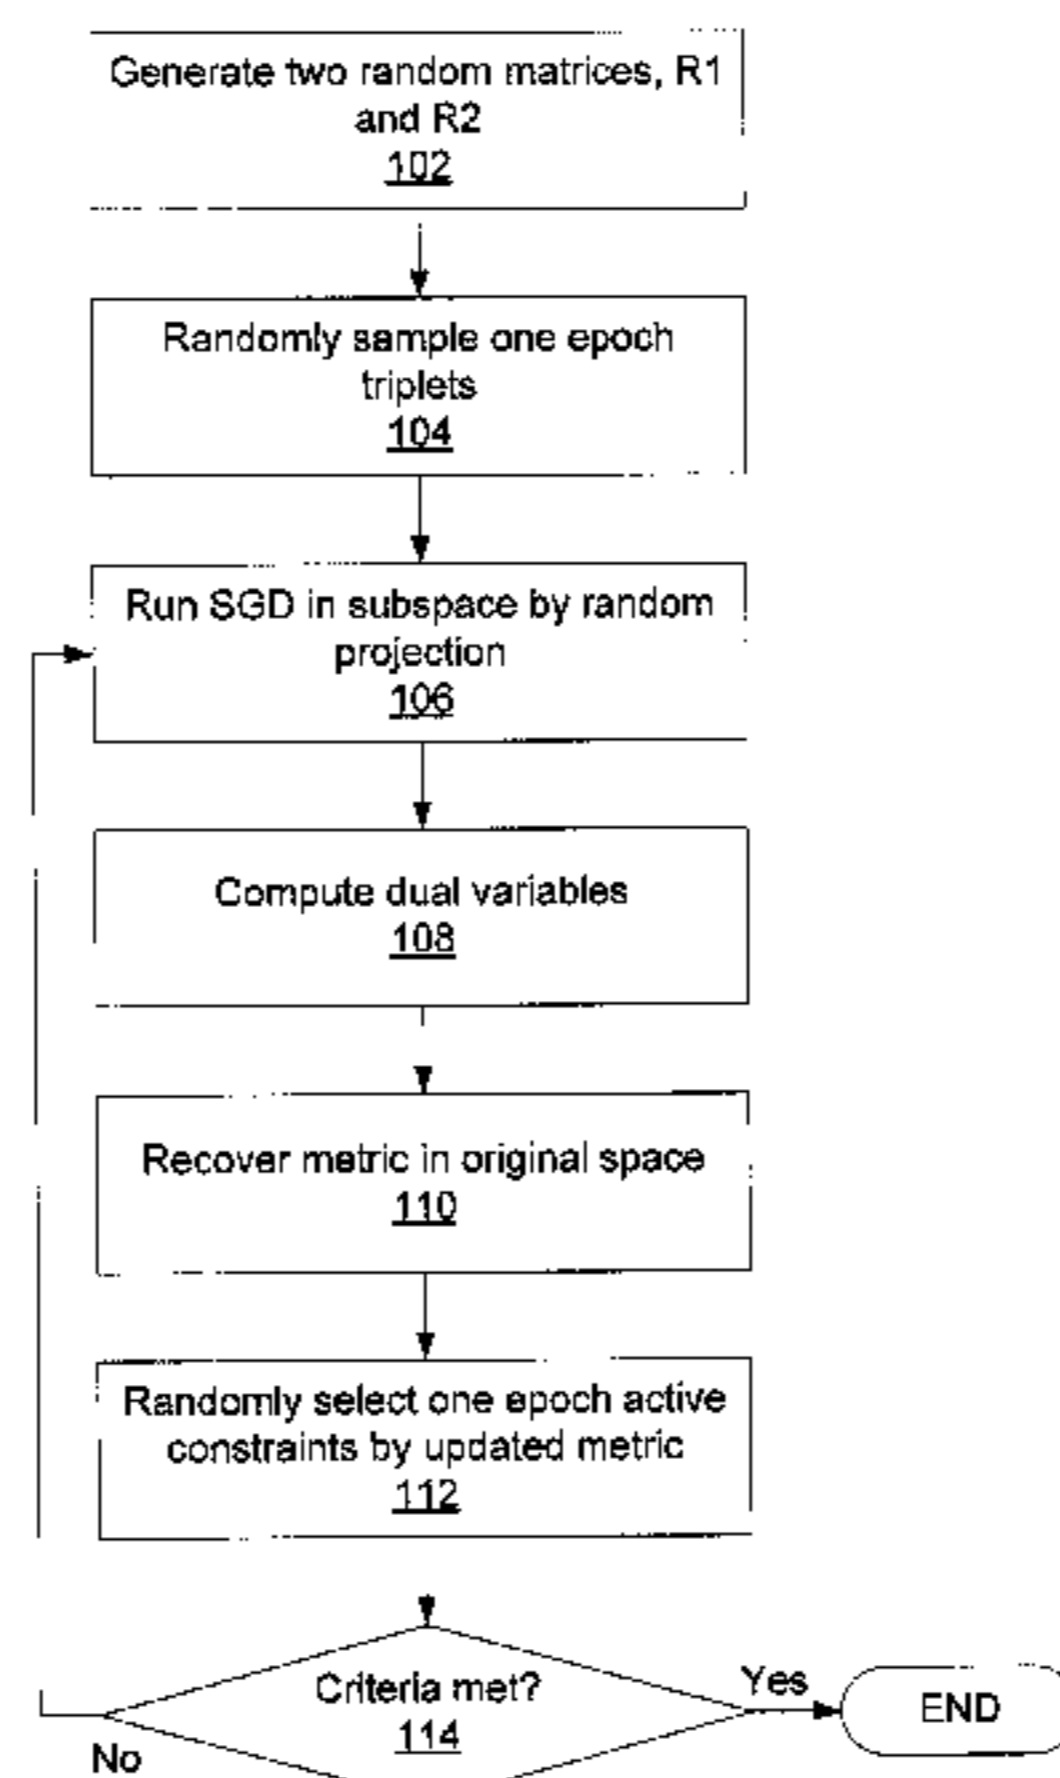 Generate two random matrices, R1
and R2
102
Randomly sample one epoch
triplets
104
Run SGD in subspace by random
projection
106
Compute dual variables
108
Recover metric in original space
110
Randomly select one epoch active
constraints by updated metric
112
Criteria met?
114
Yes
END
No